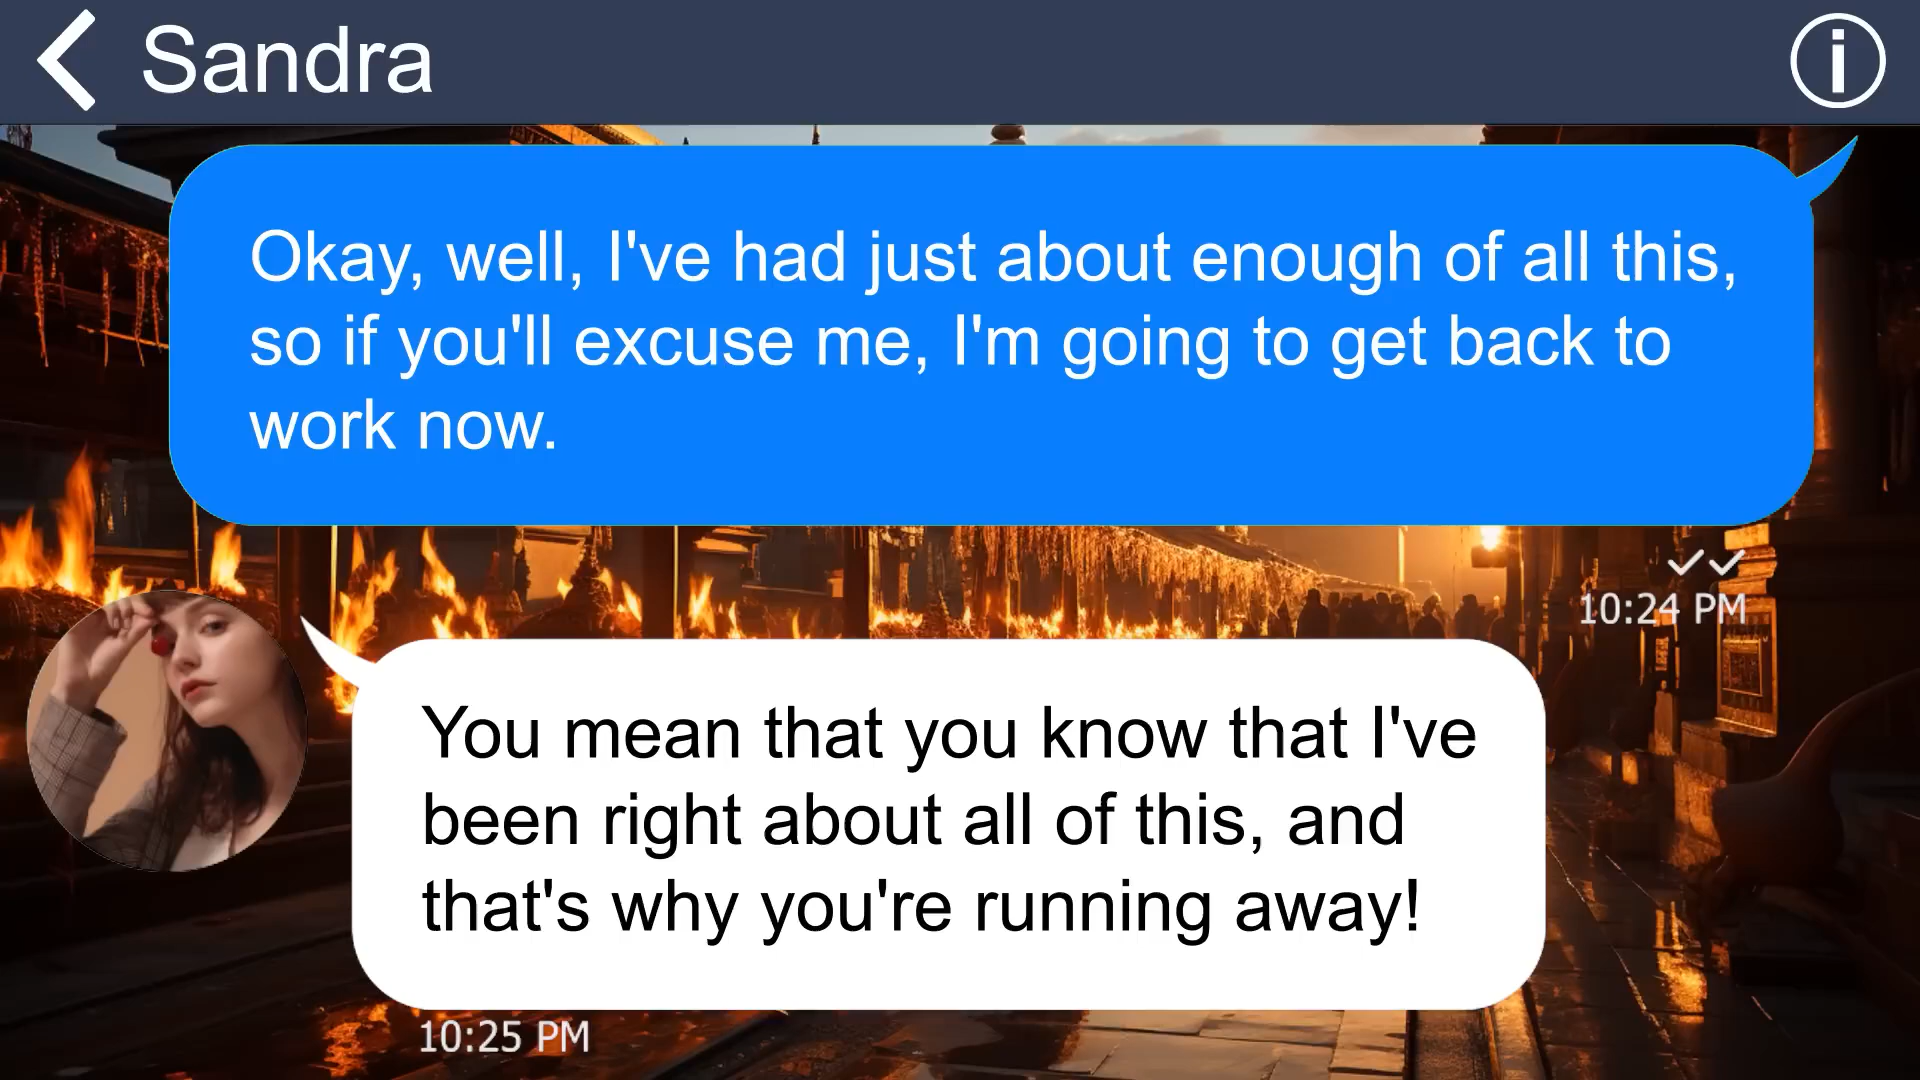 Sandra
Okay, well, I've had just about enough of all this,
so if you'll excuse me, I'm going to get back to
work now.
10:24 PM
You mean that you know that I've
been right about all of this, and
that's why you're running away!
10:25 PM